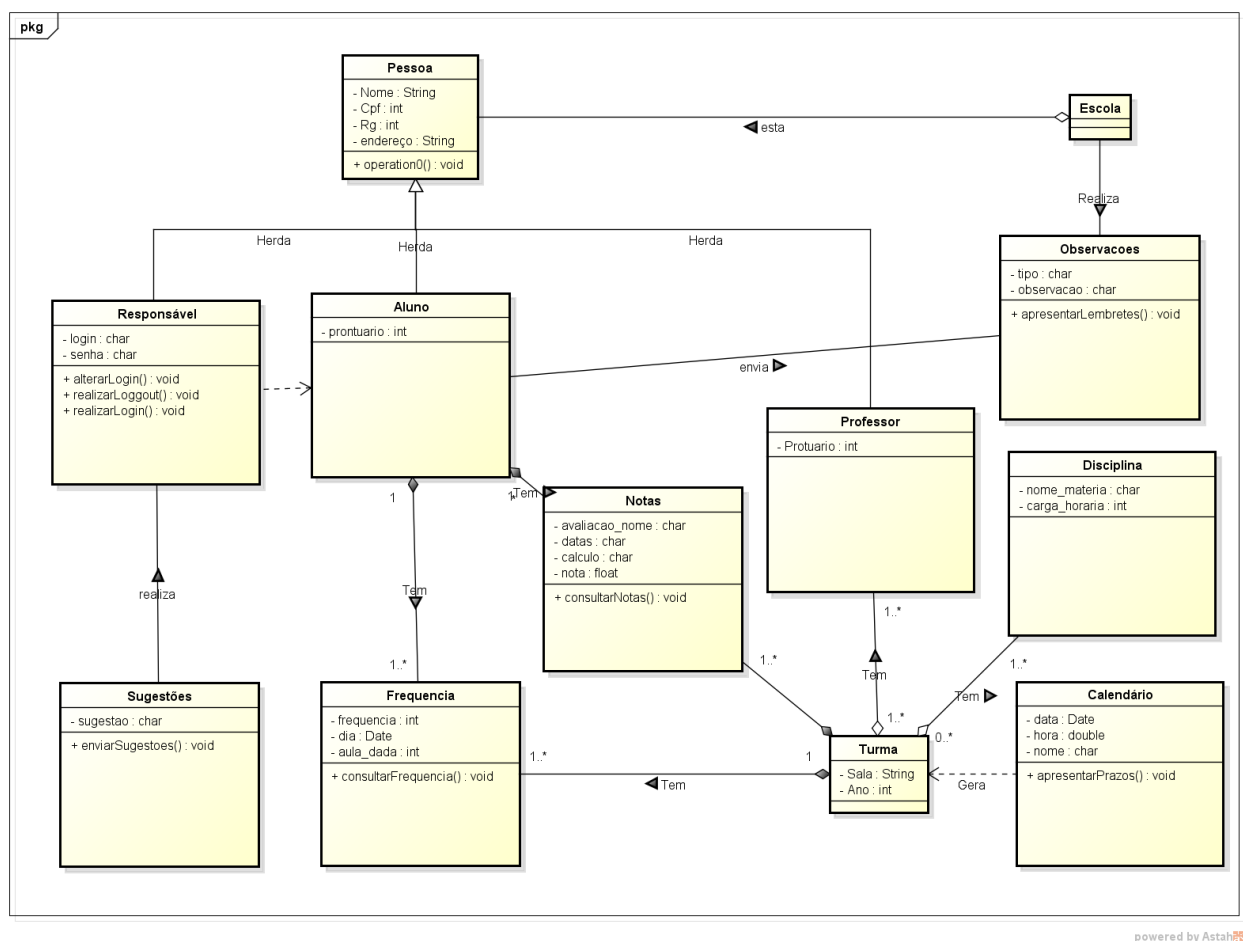 pkg
Pessoa
- Nome : String
- Cpf : int
- Rg : int
- endereço : String
+ operation0() : void
Escola
esta
Realiza
Herda
Herda
Herda
Observacoes
- tipo : char
- observacao : char
+ apresentarLembretes() : void
Responsável
- login : char
- senha : char
+ alterarLogin() : void
+ realizarLoggout() : void
+ realizarLogin() : void
Aluno
- prontuario : int
envia
Professor
- Protuario : int
Disciplina
- nome_materia : char
- carga_horaria : int
1
Tem
Notas
- avaliacao_nome : char
- datas : char
- calculo : char
- nota : float
+ consultarNotas() : void
realiza
Tem
1..*
1..*
1..*
Tem
1..*
Tem
Sugestões
- sugestao : char
+ enviarSugestoes() : void
Frequencia
- frequencia : int
- dia : Date
- aula_dada : int
+ consultarFrequencia() : void
1..*
1
Tem
1..*
0..*
Turma
- Sala : String
- Ano : int
Gera
Calendário
- data : Date
- hora : double
- nome : char
+ apresentarPrazos() : void
powered by Astah